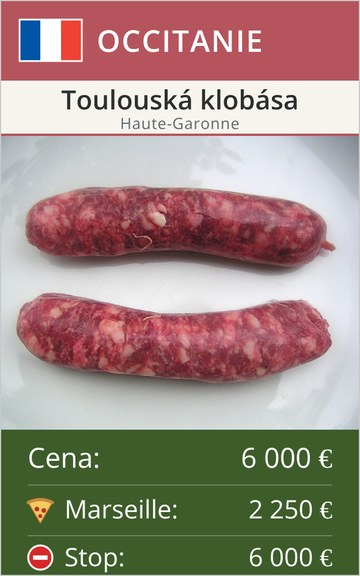 OCCITANIE
Toulouská klobása
Haute-Garonne
Cena: 6 000 €
Marseille: 2 250 €
Stop: 6 000 €